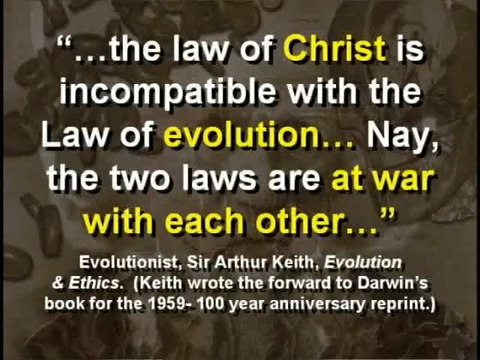 “…the law of Christ is
incompatible with the
Law of evolution… Nay,
the two laws are at war
with each other…”
Evolutionist, Sir Arthur Keith, Evolution
& Ethics. (Keith wrote the forward to Darwin’s
book for the 1959- 100 year anniversary reprint.)